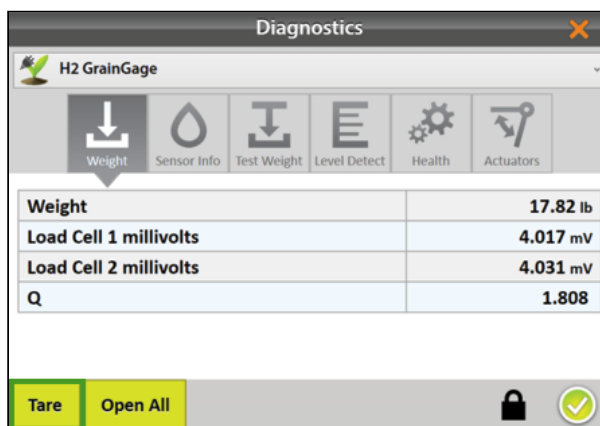 Diagnostics
H2 GrainGage
Weight Sensor Info Test Weight Level Detect Health Actuators
Weight 17.82 lb
Load Cell 1 millivolts 4.017 mV
Load Cell 2 millivolts 4.031 mV
Q 1.808
Tare Open All